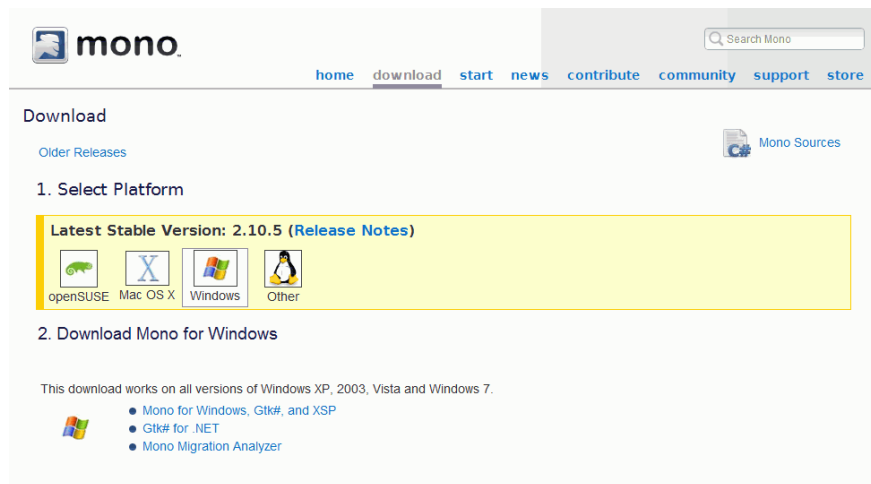 mono
Search Mono
home download start news contribute community support store
Download
Older Releases
C# Mono Sources
1. Select Platform
Latest Stable Version: 2.10.5 (Release Notes)
X
openSUSE Mac OS X Windows Other
2. Download Mono for Windows
This download works on all versions of Windows XP, 2003, Vista and Windows 7.
Mono for Windows, Gtk#, and XSP
Gtk# for .NET
Mono Migration Analyzer